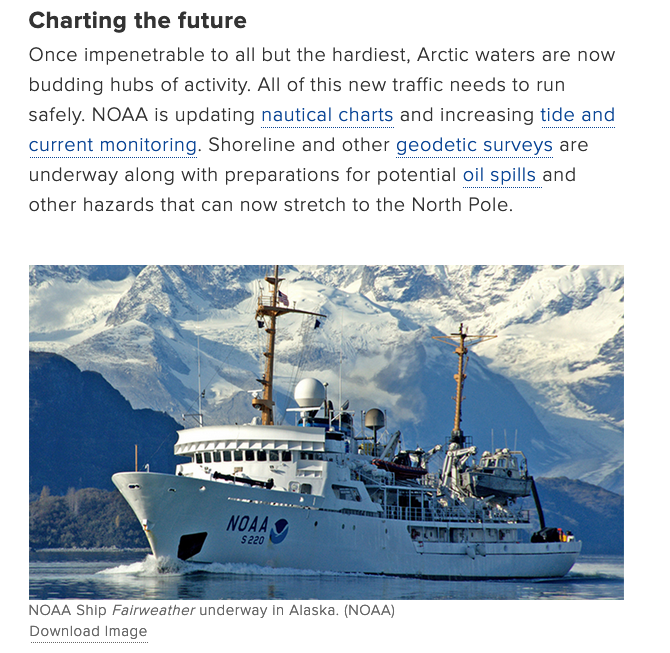 Charting the future
Once impenetrable to all but the hardiest, Arctic waters are now
budding hubs of activity. All of this new traffic needs to run
safely. NOAA is updating nautical charts and increasing tide and
current monitoring. Shoreline and other geodetic surveys are
underway along with preparations for potential oil spills and
other hazards that can now stretch to the North Pole.
NOAA
S 220
NOAA Ship Fairweather underway in Alaska. (NOAA)
Download Image